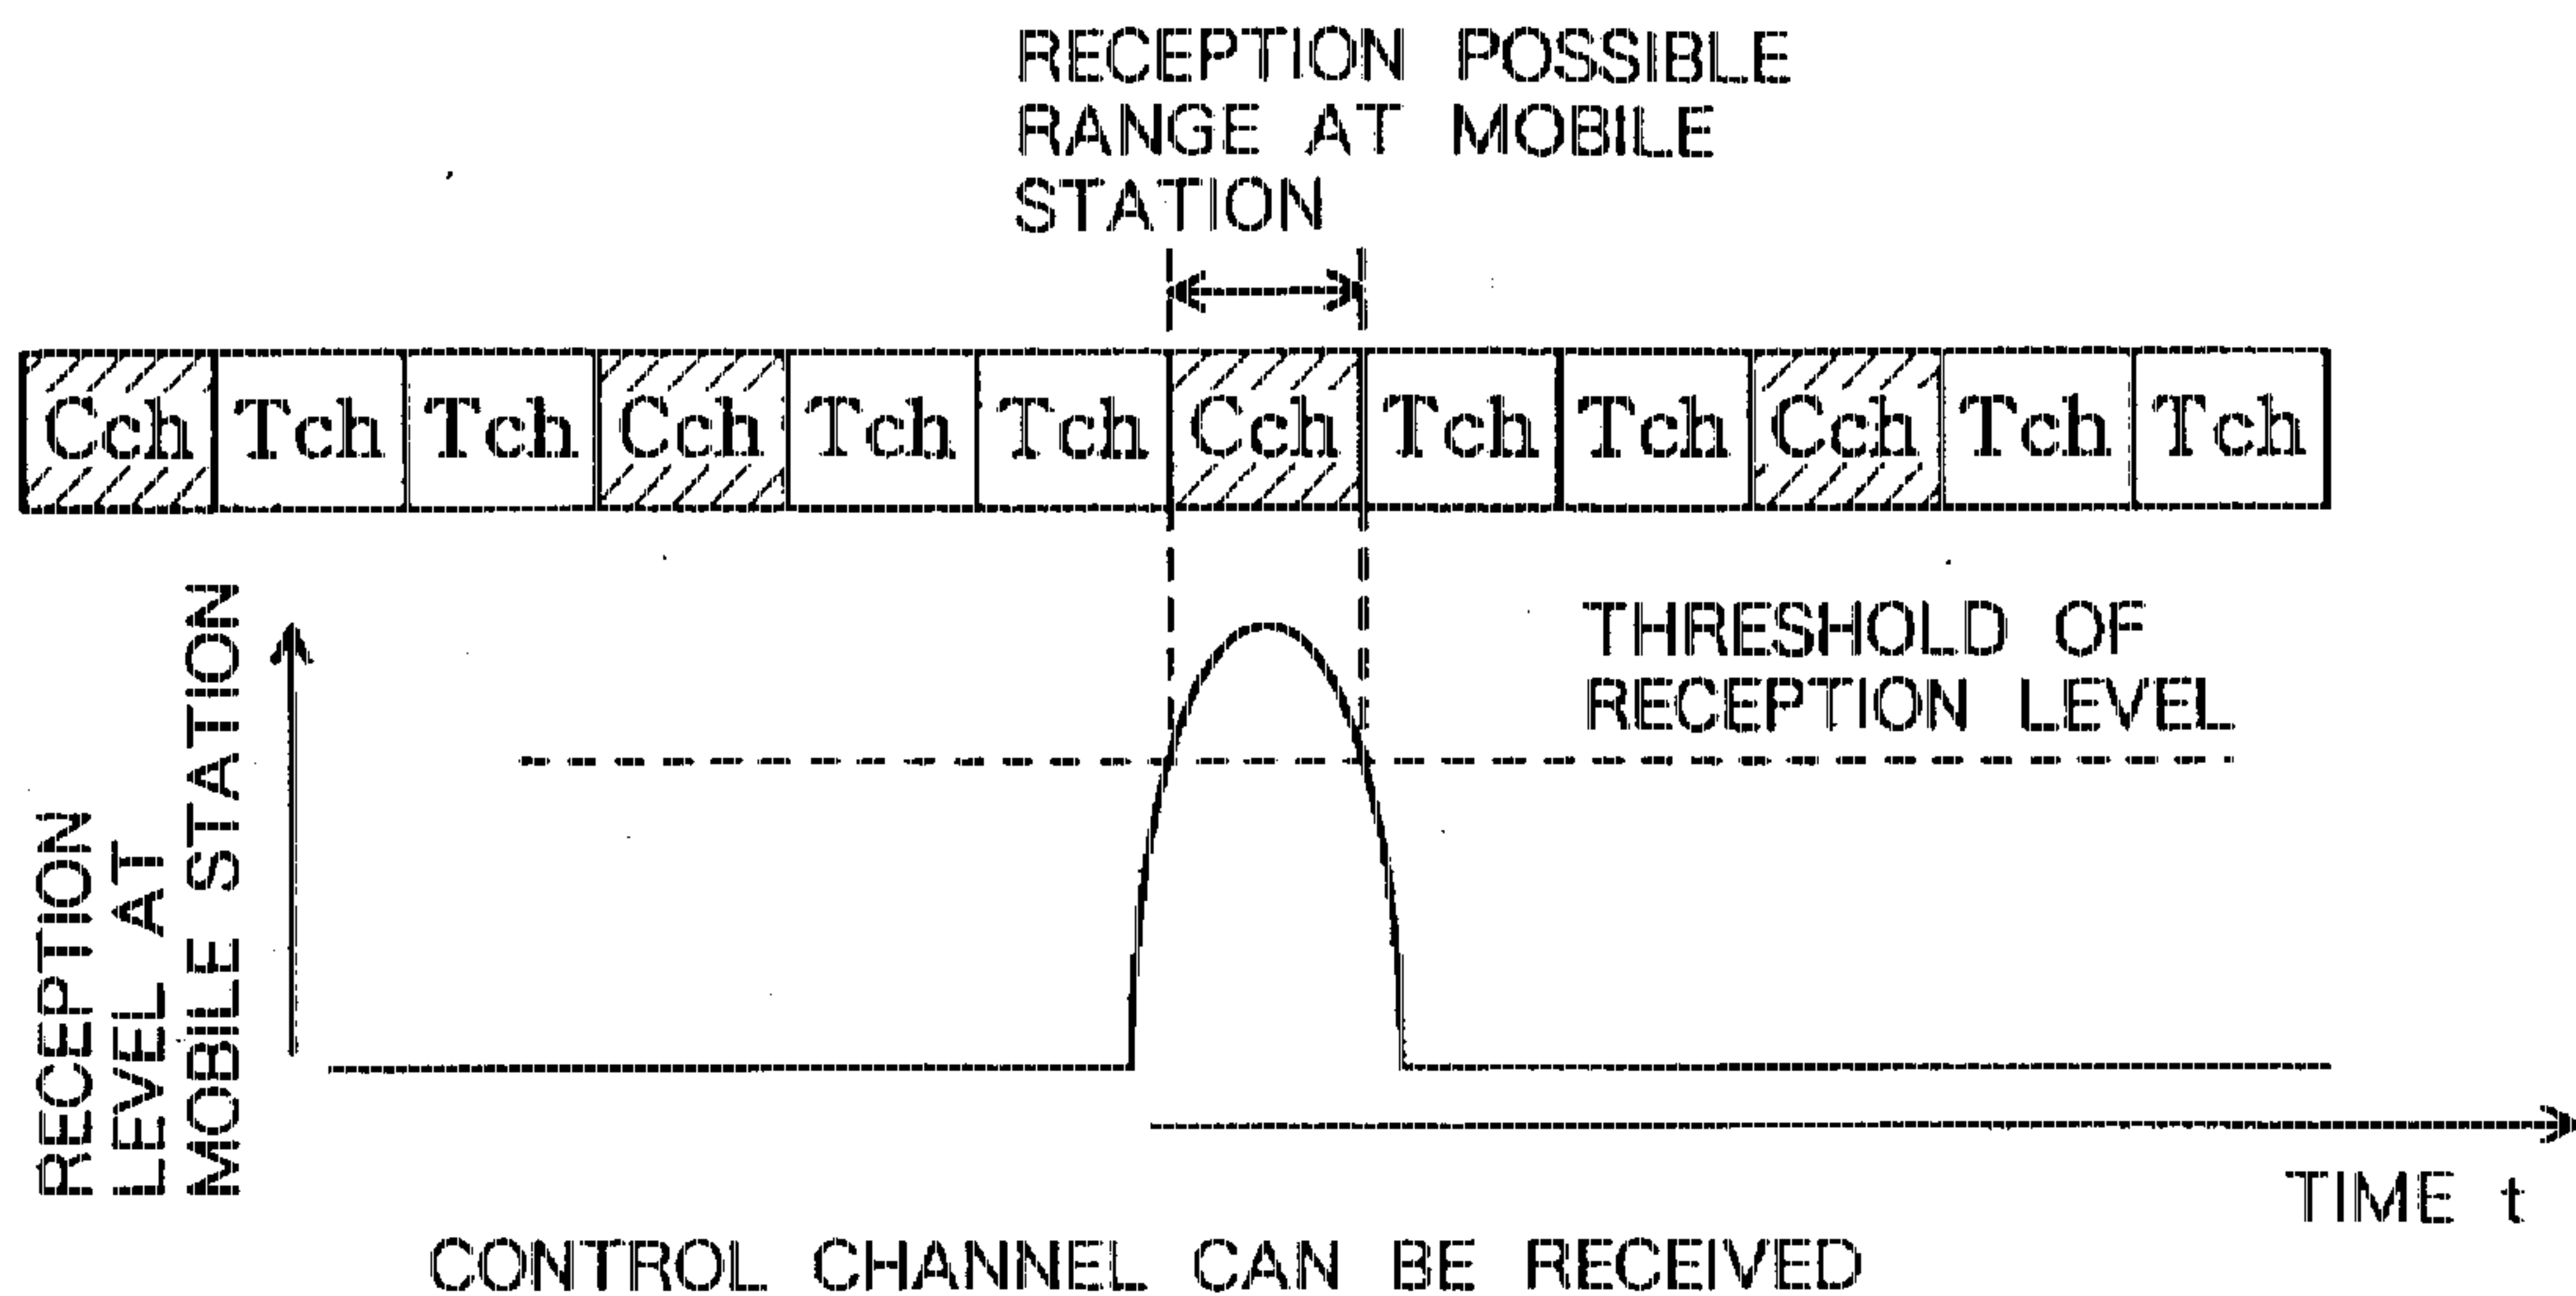 RECEPTION POSSIBLE
RANGE AT MOBILE
STATION
Cch Tch Tch Cch Tch Tch Cch Tch Tch Cch Tch Tch
THRESHOLD OF
RECEPTION LEVEL
RECEPTION
LEVEL AT
MOBILE STATION
TIME t
CONTROL CHANNEL CAN BE RECEIVED